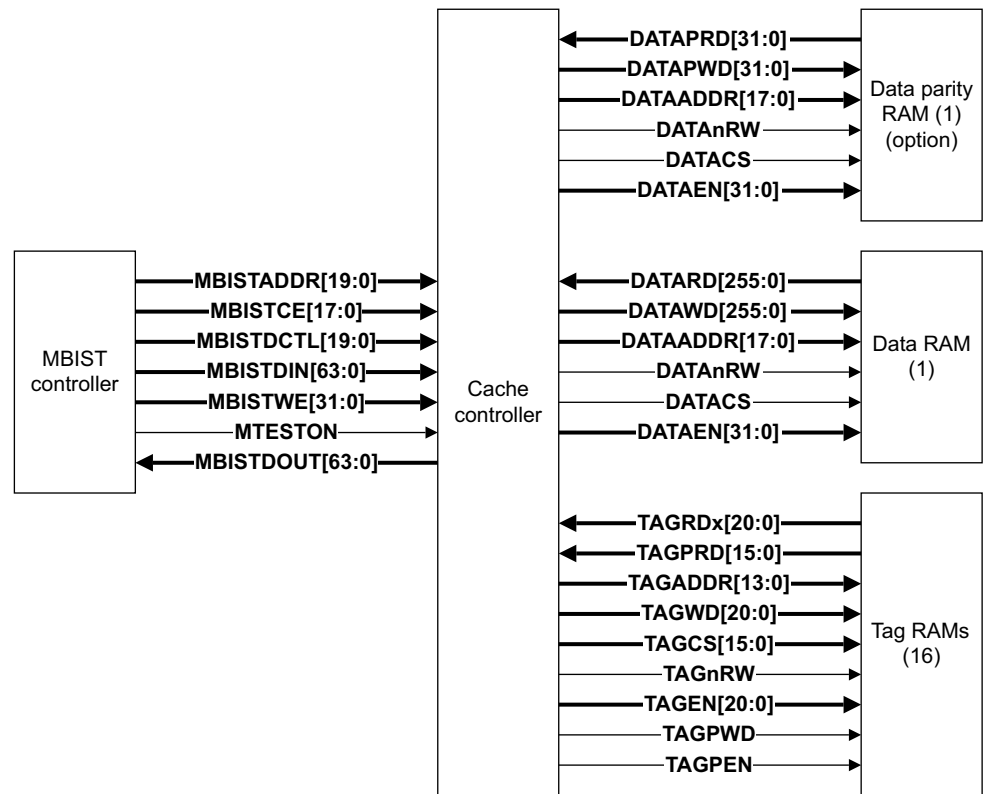 DATAPRD[31:0]
DATAPWD[31:0]
DATAADDR[17:0]
DATAnRW
DATACS
DATAEN[31:0]
Data parity
RAM (1)
(option)
MBIST
controller
MBISTADDR[19:0]
MBISTCE[17:0]
MBISTDCTL[19:0]
MBISTDIN[63:0]
MBISTWE[31:0]
MTESTON
MBISTDOUT[63:0]
Cache
controller
DATARD[255:0]
DATAWD[255:0]
DATAADDR[17:0]
DATAnRW
DATACS
DATAEN[31:0]
Data RAM
(1)
TAGRDx[20:0]
TAGPRD[15:0]
TAGADDR[13:0]
TAGWD[20:0]
TAGCS[15:0]
TAGnRW
TAGEN[20:0]
TAGPWD
TAGPEN
Tag RAMs
(16)